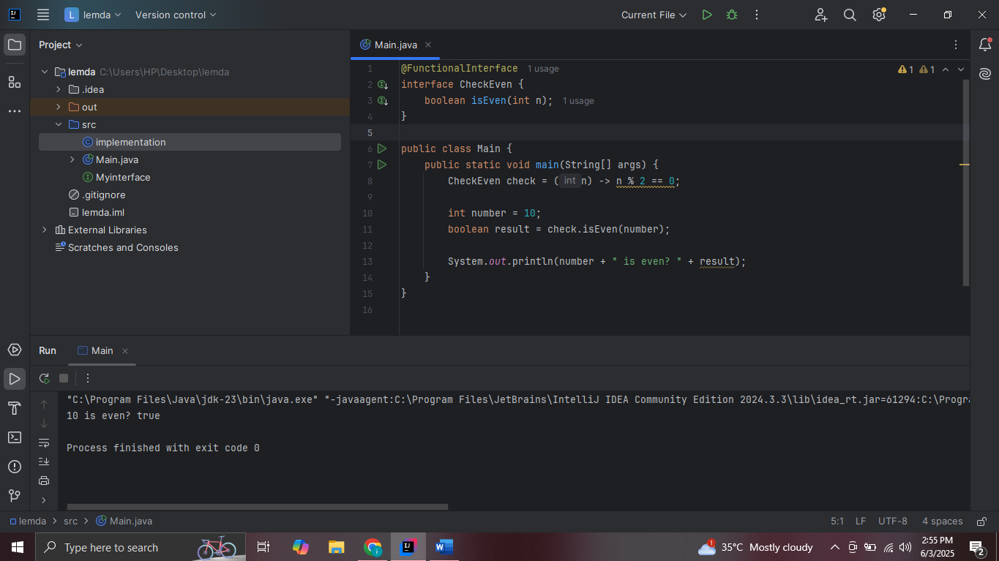 L lemda Version control Current File
Project
Main.java
lemda C:\Users\HP\Desktop\lemda
.idea
out
src
implementation
Main.java
Myinterface
.gitignore
lemda.iml
External Libraries
Scratches and Consoles
1 @FunctionalInterface 1 usage
2 interface CheckEven {
3 boolean isEven(int n); 1 usage
4 }
5
6 public class Main {
7 public static void main(String[] args) {
8 CheckEven check = ( int n) -> n % 2 == 0;
9
10 int number = 10;
11 boolean result = check.isEven(number);
12
13 System.out.println(number + " is even? " + result);
14 }
15 }
16
1 1
Run Main
"C:\Program Files\Java\jdk-23\bin\java.exe" "-javaagent:C:\Program Files\JetBrains\IntelliJ IDEA Community Edition 2024.3.3\lib\idea_rt.jar=61294:C:\Progra
10 is even? true
Process finished with exit code 0
lemda > src > Main.java 5:1 LF UTF-8 4 spaces
Type here to search
1 35°C Mostly cloudy
2:55 PM
6/3/2025
2